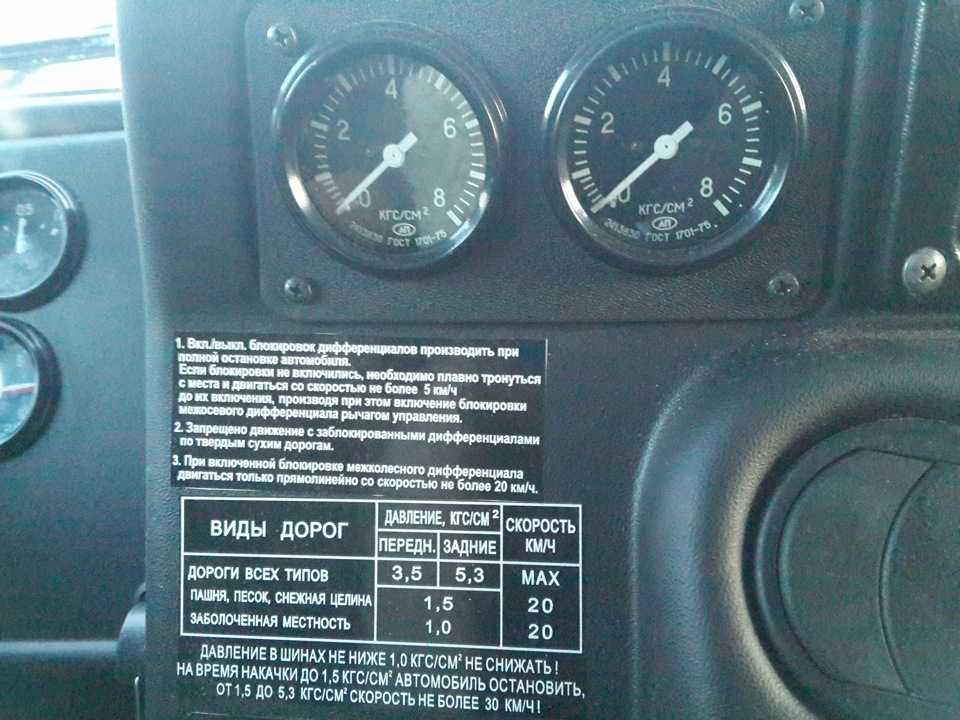 4
2
6
0
8
КГС/СМ²
АП
2413830 ГОСТ 1701-75
4
2
6
0
8
КГС/СМ²
АП
2413830 ГОСТ 1701-75
1. Вкл./выкл. блокировок дифференциалов производить при
полной остановке автомобиля.
Если блокировки не включились, необходимо плавно тронуться
с места и двигаться со скоростью не более 5 км/ч
до их включения, производя при этом включение блокировки
межосевого дифференциала рычагом управления.
2. Запрещено движение с заблокированными дифференциалами
по твердым сухим дорогам.
3. При включенной блокировке межколесного дифференциала
двигаться только прямолинейно со скоростью не более 20 км/ч.
ВИДЫ ДОРОГ ДАВЛЕНИЕ, КГС/СМ² СКОРОСТЬ КМ/Ч
ПЕРЕДН. ЗАДНИЕ
ДОРОГИ ВСЕХ ТИПОВ 3,5 5,3 MAX
ПАШНЯ, ПЕСОК, СНЕЖНАЯ ЦЕЛИНА 1,5 20
ЗАБОЛОЧЕННАЯ МЕСТНОСТЬ 1,0 20
ДАВЛЕНИЕ В ШИНАХ НЕ НИЖЕ 1,0 КГС/СМ² НЕ СНИЖАТЬ !
НА ВРЕМЯ НАКАЧКИ ДО 1,5 КГС/СМ² АВТОМОБИЛЬ ОСТАНОВИТЬ,
ОТ 1,5 ДО 5,3 КГС/СМ² СКОРОСТЬ НЕ БОЛЕЕ 30 КМ/Ч !